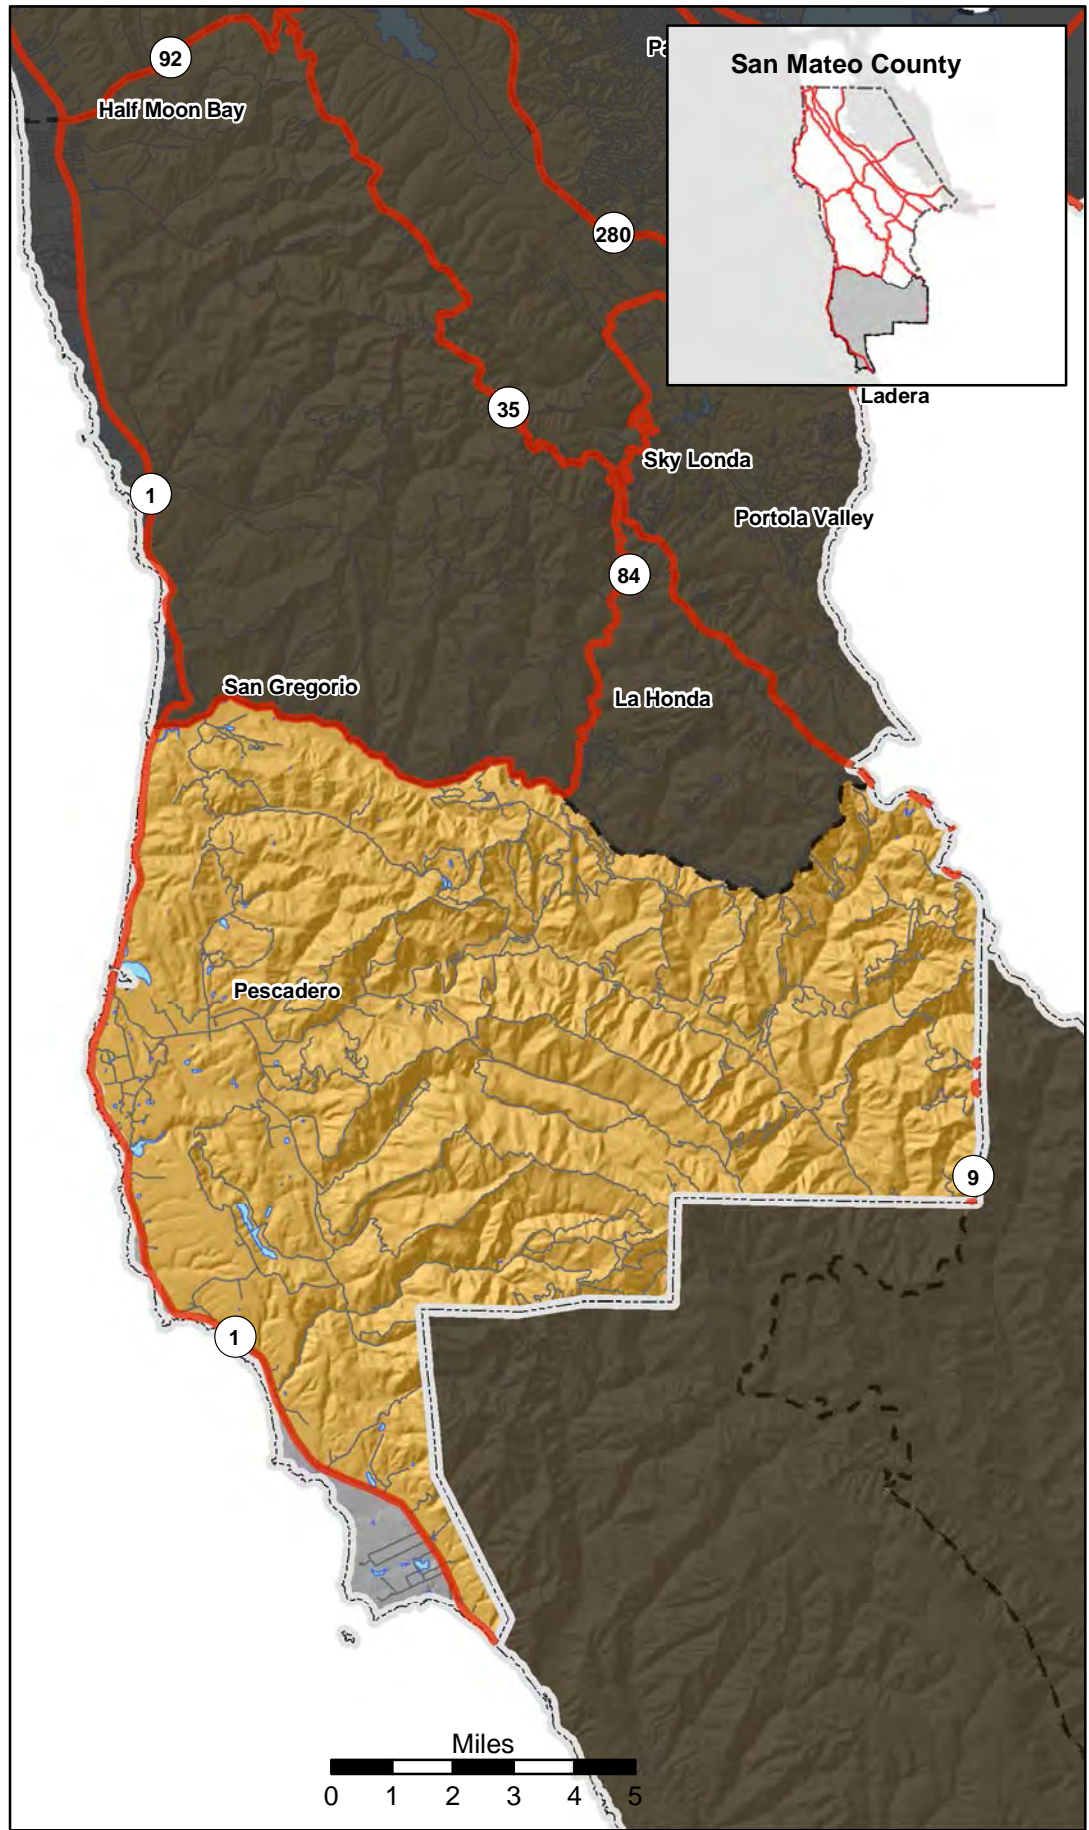 92
Pa
San Mateo County
Half Moon Bay
280
35
Ladera
Sky Londa
1
Portola Valley
84
San Gregorio
La Honda
Pescadero
9
1
Miles
0 1 2 3 4 5